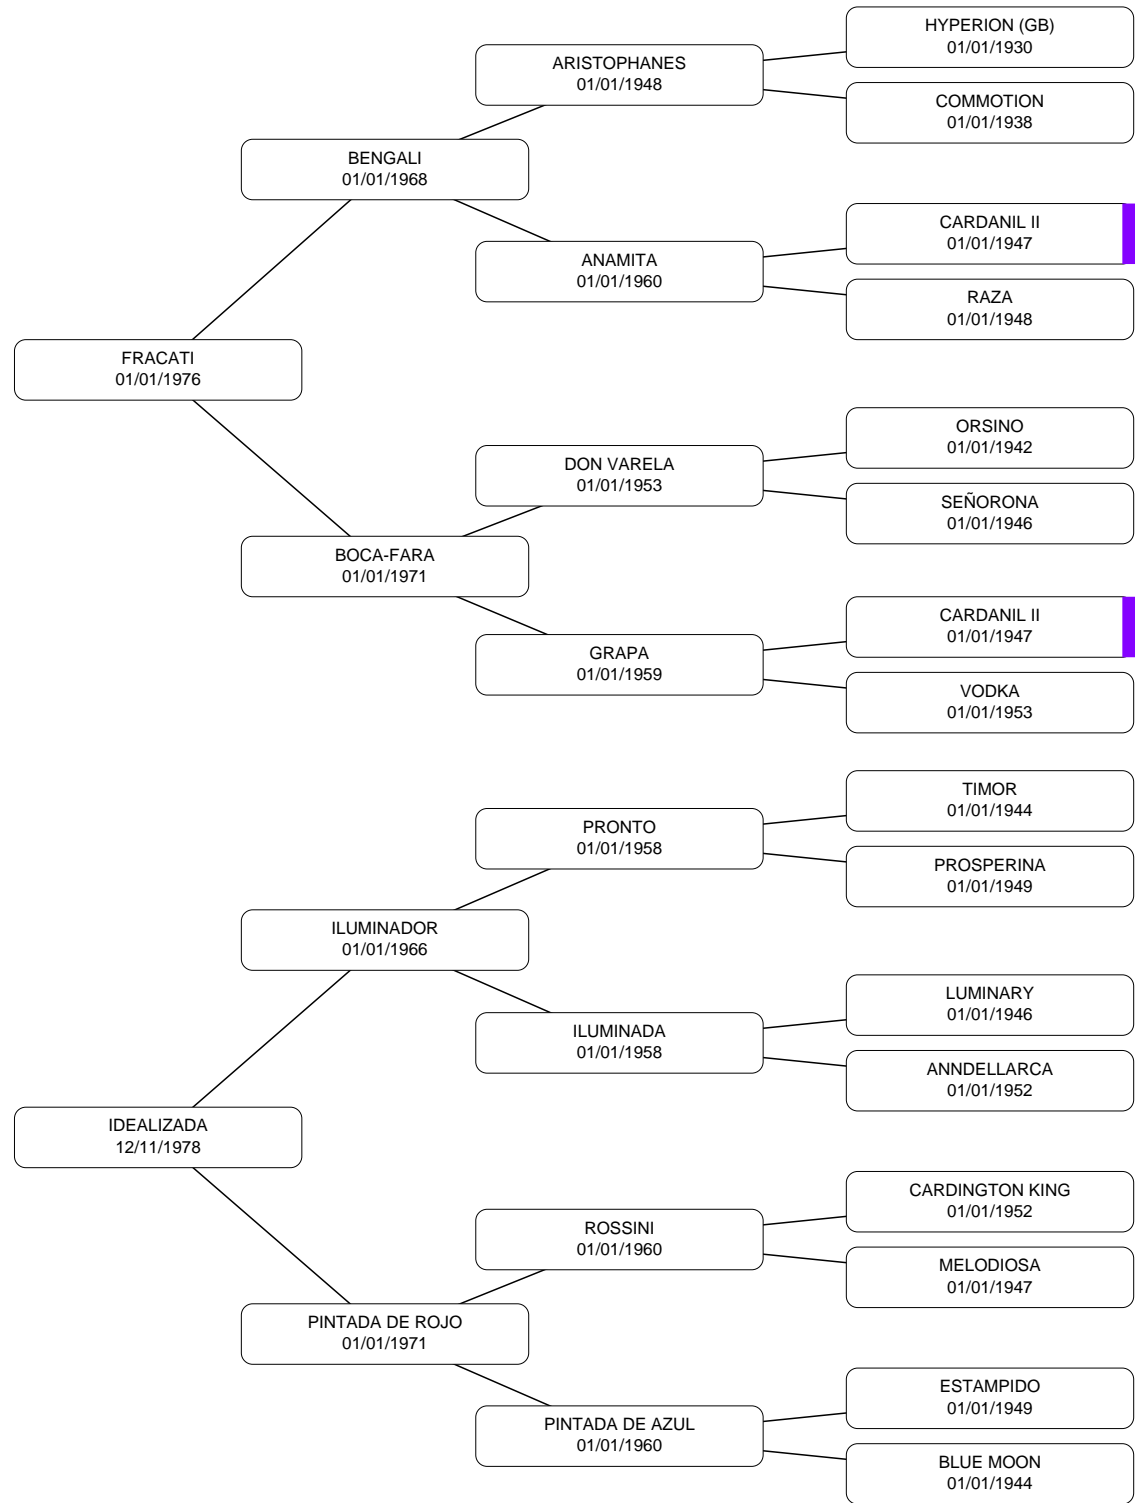 HYPERION (GB)
01/01/1930
ARISTOPHANES
01/01/1948
COMMOTION
01/01/1938
BENGALI
01/01/1968
CARDANIL II
01/01/1947
ANAMITA
01/01/1960
RAZA
01/01/1948
FRACATI
01/01/1976
ORSINO
01/01/1942
DON VARELA
01/01/1953
SEÑORONA
01/01/1946
BOCA-FARA
01/01/1971
CARDANIL II
01/01/1947
GRAPA
01/01/1959
VODKA
01/01/1953
TIMOR
01/01/1944
PRONTO
01/01/1958
PROSPERINA
01/01/1949
ILUMINADOR
01/01/1966
LUMINARY
01/01/1946
ILUMINADA
01/01/1958
ANNDELLARCA
01/01/1952
IDEALIZADA
12/11/1978
CARDINGTON KING
01/01/1952
ROSSINI
01/01/1960
MELODIOSA
01/01/1947
PINTADA DE ROJO
01/01/1971
ESTAMPIDO
01/01/1949
PINTADA DE AZUL
01/01/1960
BLUE MOON
01/01/1944